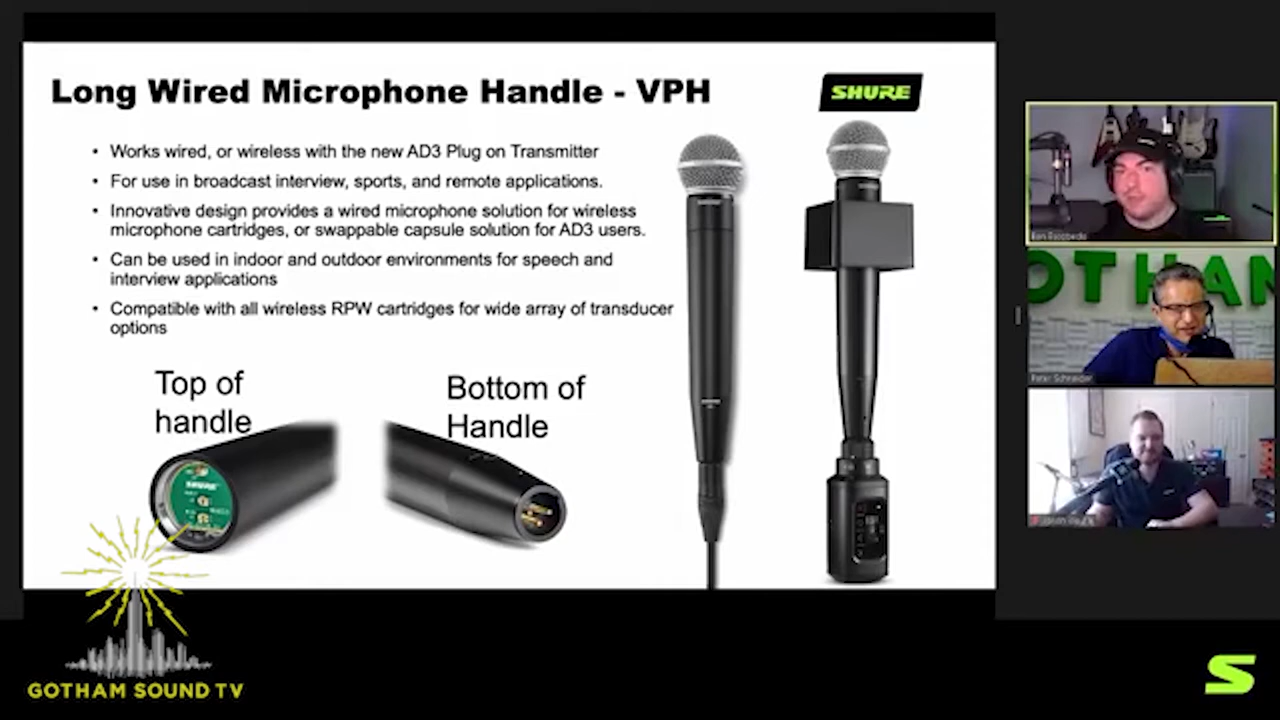 Long Wired Microphone Handle - VPH
SHURE
• Works wired, or wireless with the new AD3 Plug on Transmitter
• For use in broadcast interview, sports, and remote applications.
• Innovative design provides a wired microphone solution for wireless
microphone cartridges, or swappable capsule solution for AD3 users.
• Can be used in indoor and outdoor environments for speech and
interview applications
• Compatible with all wireless RPW cartridges for wide array of transducer
options
Top of
handle
Bottom of
Handle
SHURE
GOTHAM
Peter Schneider
GOTHAM SOUND TV
S